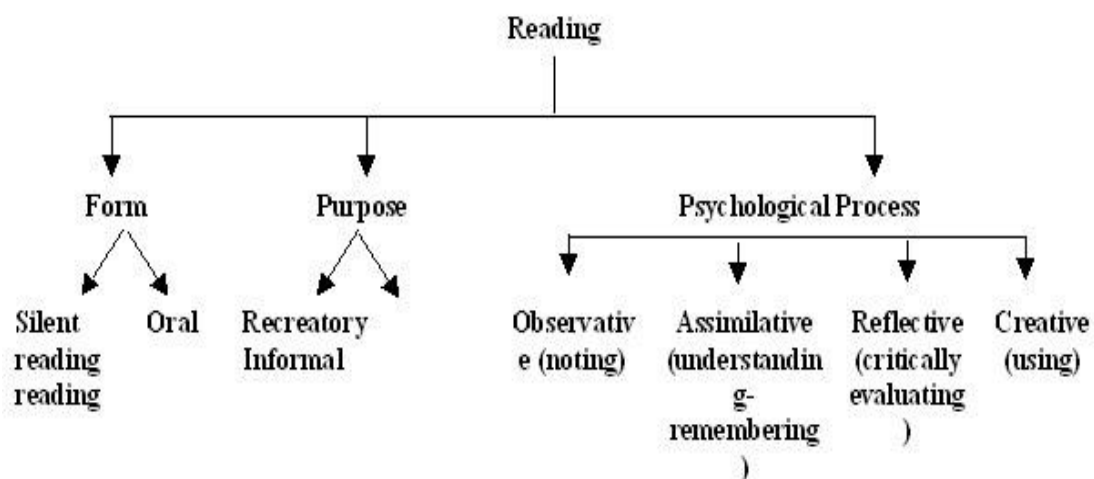 Reading
Form Purpose Psychological Process
Silent Oral Recreatory Observativ Assimilative Reflective Creative
reading Informal e (noting) (understandin (critically (using)
reading g- evaluating
remembering )
)